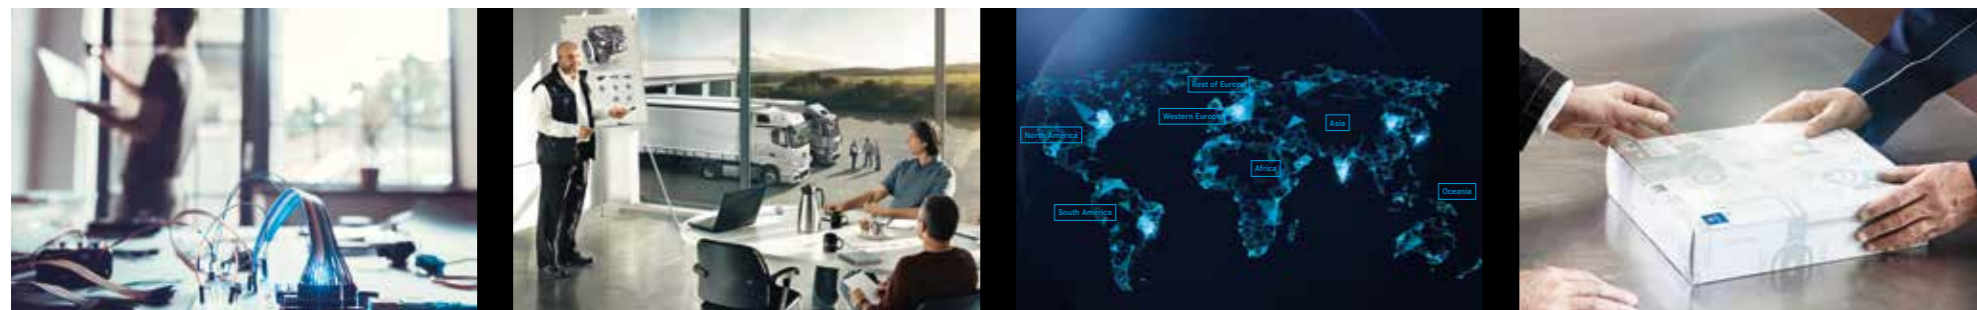 Rest of Europe
Western Europe
North America
Asia
Africa
Oceania
South America